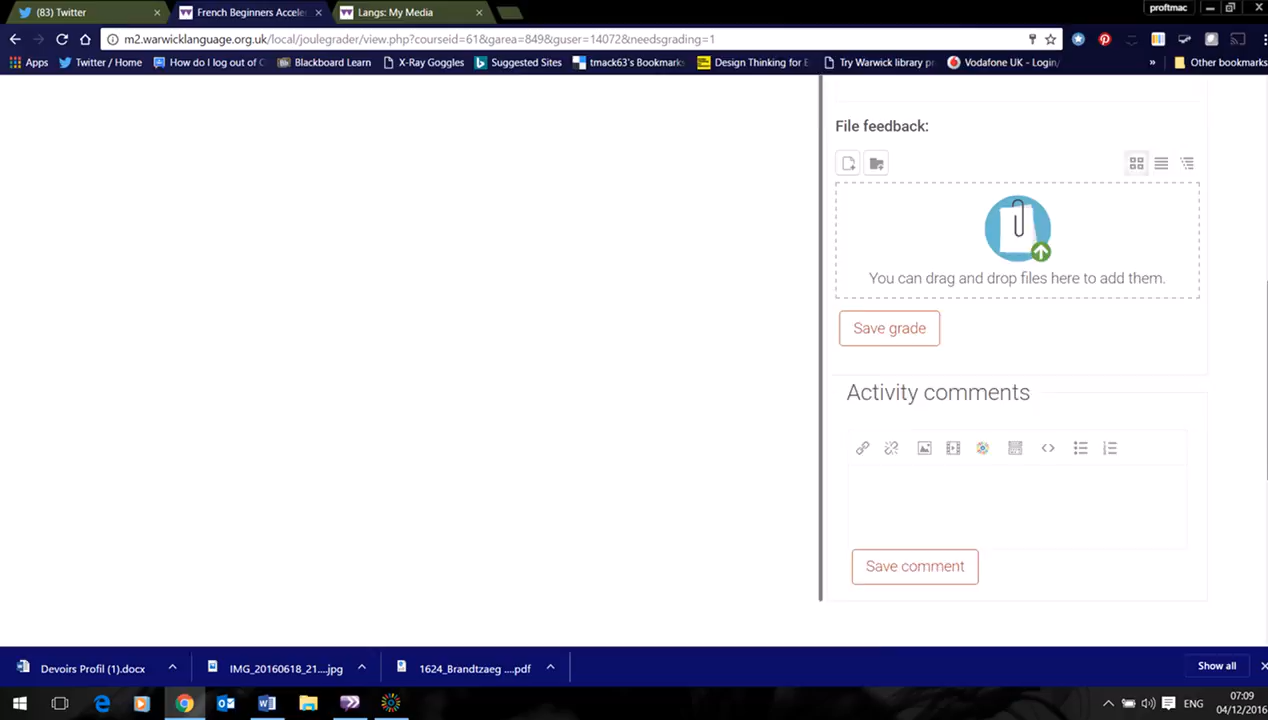 (83) Twitter
French Beginners Accele
Langs: My Media
proftmac
m2.warwicklanguage.org.uk/local/joulegrader/view.php?courseid=61&garea=849&guser=14072&needsgrading=1
Apps
Twitter / Home
How do I log out of
Bb
Blackboard Learn
X-Ray Goggles
Suggested Sites
tmack63's Bookmarks
Design Thinking for E
Try Warwick library pr
Vodafone UK - Login/
»
Other bookmarks
File feedback:
You can drag and drop files here to add them.
Save grade
Activity comments
Save comment
Devoirs Profil (1).docx
IMG_20160618_21....jpg
1624_Brandtzaeg ....pdf
Show all
ENG
07:09
04/12/2016